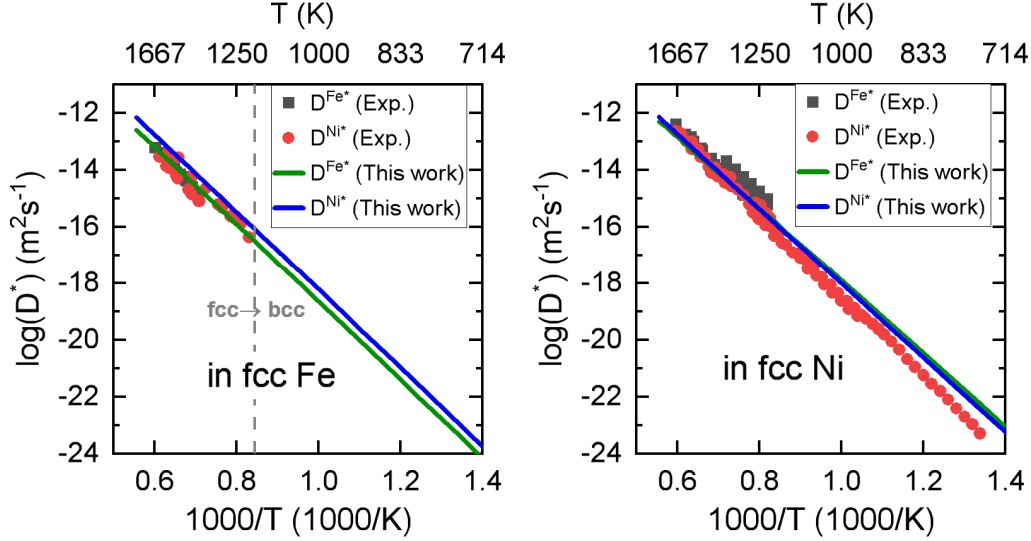 T (K)
1667 1250 1000 833 714
-12
-14
-16
-18
-20
-22
-24
log(D*) (m²s⁻¹)
D^Fe* (Exp.)
D^Ni* (Exp.)
D^Fe* (This work)
D^Ni* (This work)
fcc→ bcc
in fcc Fe
0.6 0.8 1.0 1.2 1.4
1000/T (1000/K)
T (K)
1667 1250 1000 833 714
-12
-14
-16
-18
-20
-22
-24
log(D*) (m²s⁻¹)
D^Fe* (Exp.)
D^Ni* (Exp.)
D^Fe* (This work)
D^Ni* (This work)
in fcc Ni
0.6 0.8 1.0 1.2 1.4
1000/T (1000/K)